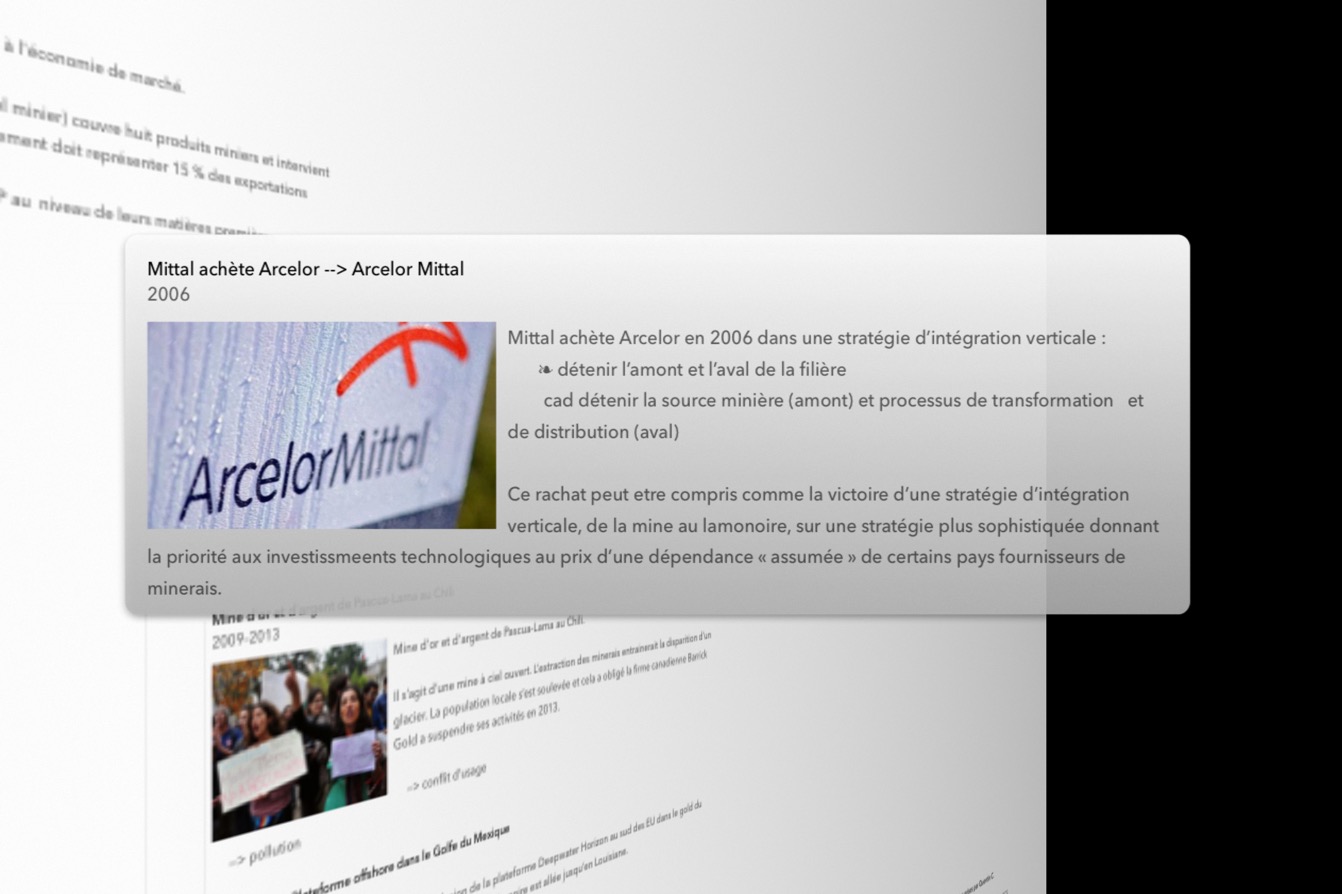 à l'économie de marché.
minier) couvre huit produits miniers et intervient
doit représenter 15 % des exportations
au niveau de leurs matières
Mittal achète Arcelor --> Arcelor Mittal
2006
ArcelorMittal
Mittal achète Arcelor en 2006 dans une stratégie d’intégration verticale :
❧ détenir l’amont et l’aval de la filière
cad détenir la source minière (amont) et processus de transformation et
de distribution (aval)
Ce rachat peut etre compris comme la victoire d’une stratégie d’intégration
verticale, de la mine au lamonoire, sur une stratégie plus sophistiquée donnant
la priorité aux investissmeents technologiques au prix d’une dépendance « assumée » de certains pays fournisseurs de
minerais.
Mine d'or et d'argent de Pascua-Lama au Chili
2009-2013
Mine d'or et d'argent de Pascua-Lama au Chili.
Il s'agit d'une mine à ciel ouvert. L'extraction des minerais entrainerait la disparition d'un
glacier. La population locale s'est soulevée et cela a obligé la firme canadienne Barrick
Gold a suspendre ses activités en 2013.
=> conflit d'usage
=> pollution
offshore dans le Golfe du Mexique
de la plateforme Deepwater Horizon au sud des EU dans le gold du
est allée jusqu'en Louisiane.